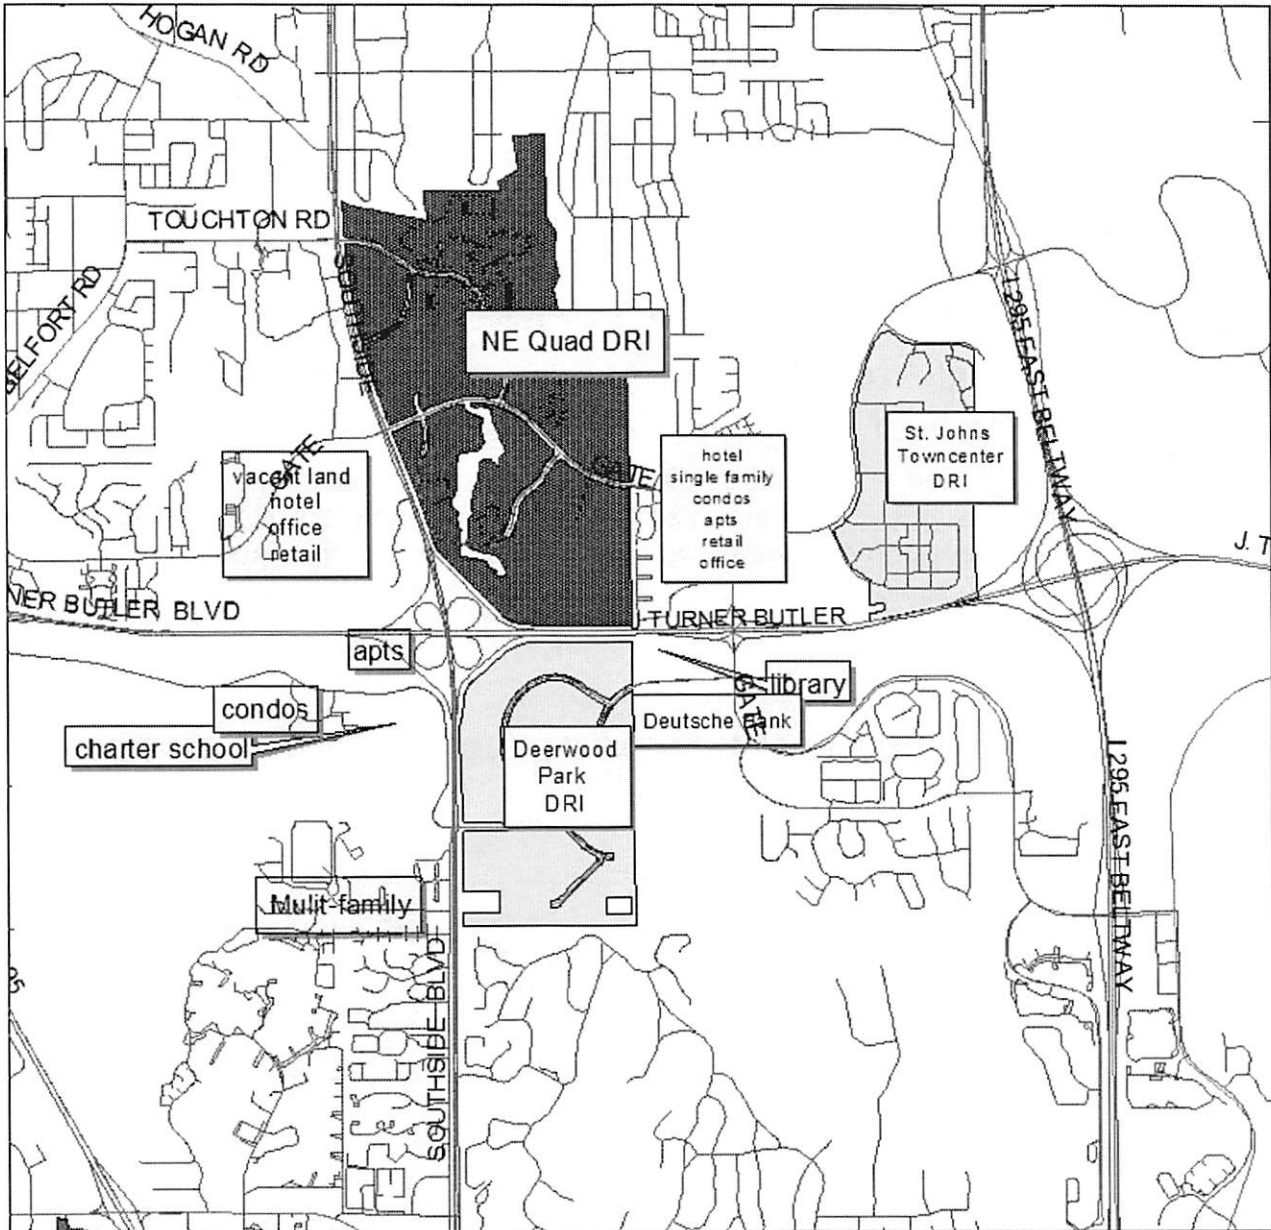 HOGAN RD
TOUCHTON RD
BELFORT RD
SOUTHSIDE
NE Quad DRI
I 295 EAST BELTWAY
St. Johns
Towncenter
DRI
GATE
vacant land
hotel
office
retail
GATE
hotel
single family
condos
apts
retail
office
J. T
NER BUTLER BLVD
TURNER BUTLER
apts
library
condos
GATE
Deutsche Bank
charter school
Deerwood
Park
DRI
I 295 EAST BELTWAY
Mulit-family
SOUTHSIDE BLVD
95